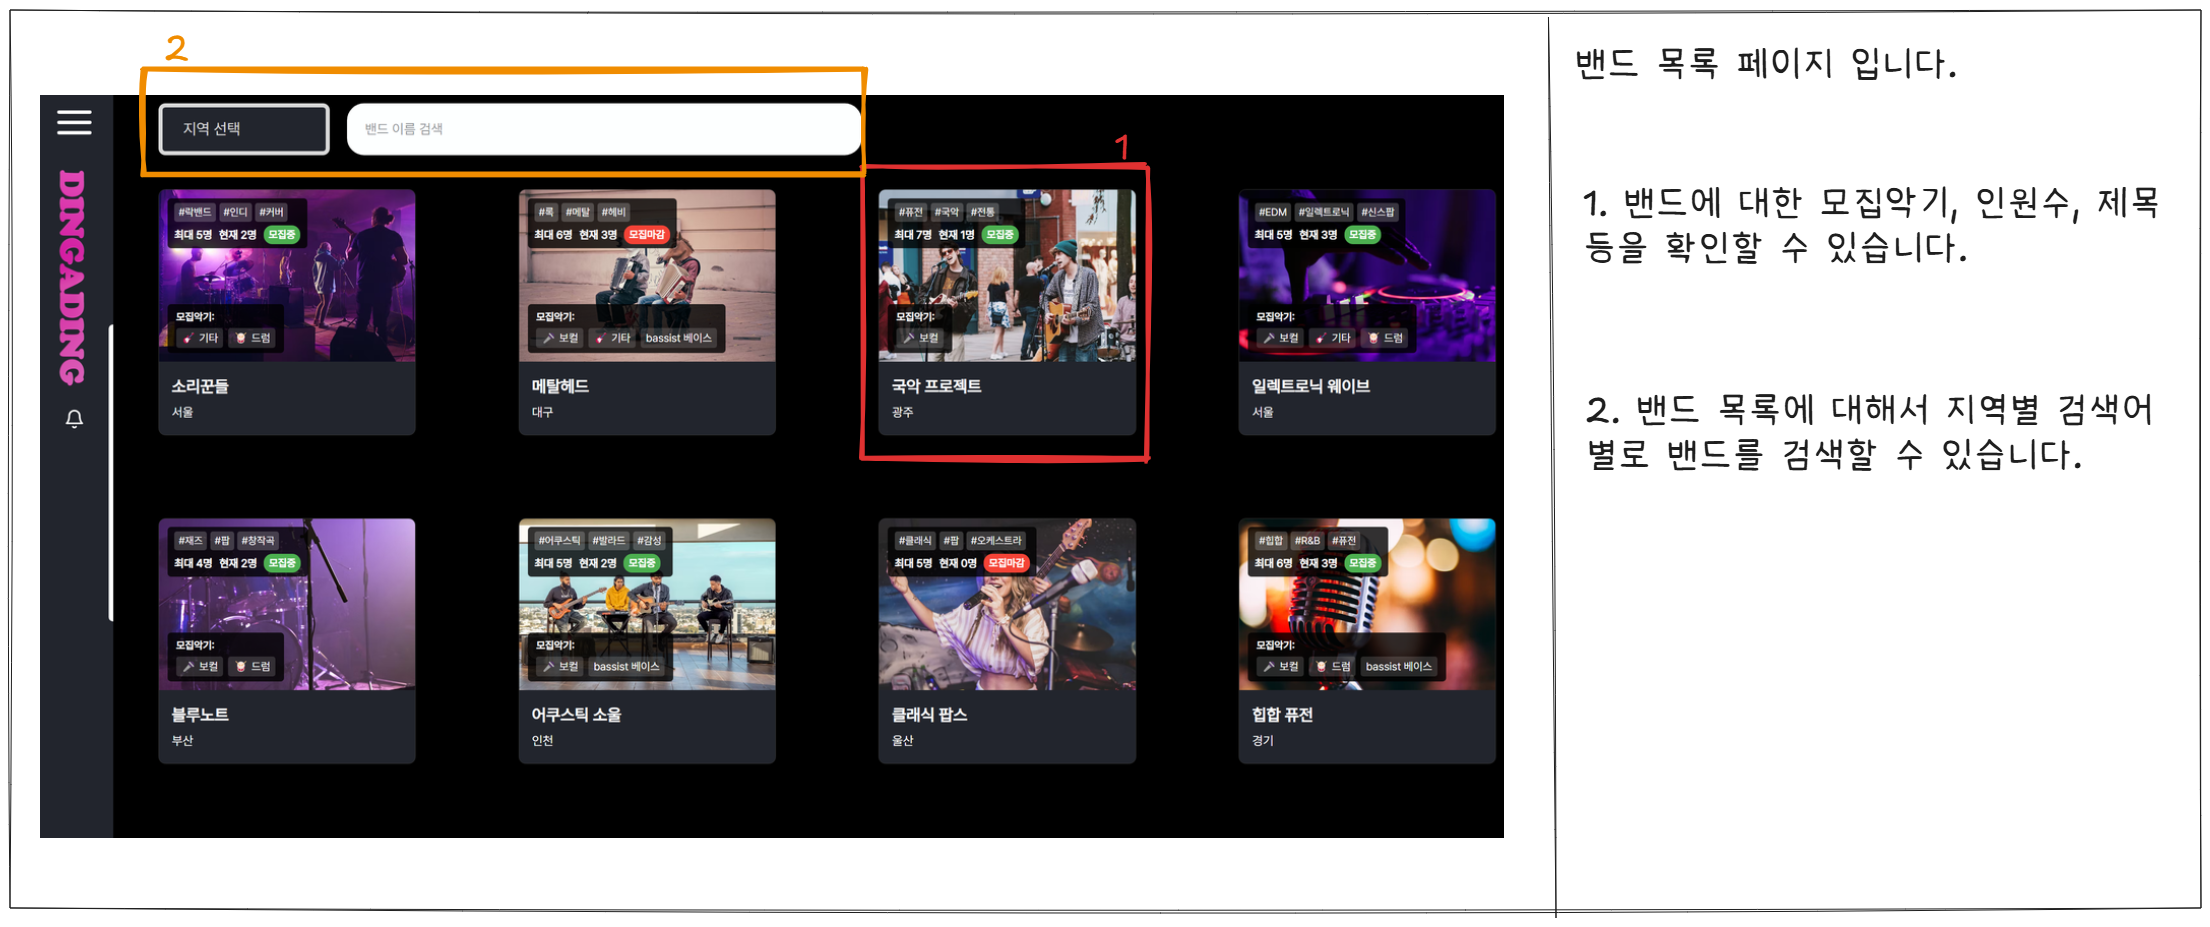 2
지역 선택
밴드 이름 검색
1
DINGADING
#락밴드 #인디 #커버
최대 5명 현재 2명 모집중
모집악기:
기타 드럼
소리꾼들
서울
#록 #메탈 #헤비
최대 6명 현재 3명 모집마감
모집악기:
보컬 기타 bassist 베이스
메탈헤드
대구
#퓨전 #국악 #전통
최대 7명 현재 1명 모집중
모집악기:
보컬
국악 프로젝트
광주
#EDM #일렉트로닉 #신스팝
최대 5명 현재 3명 모집중
모집악기:
보컬 기타 드럼
일렉트로닉 웨이브
서울
#재즈 #팝 #창작곡
최대 4명 현재 2명 모집중
모집악기:
보컬 드럼
블루노트
부산
#어쿠스틱 #발라드 #감성
최대 5명 현재 2명 모집중
모집악기:
보컬 bassist 베이스
어쿠스틱 소울
인천
#클래식 #팝 #오케스트라
최대 5명 현재 0명 모집마감
클래식 팝스
울산
#힙합 #R&B #퓨전
최대 6명 현재 3명 모집중
모집악기:
보컬 드럼 bassist 베이스
힙합 퓨전
경기
밴드 목록 페이지 입니다.
1. 밴드에 대한 모집악기, 인원수, 제목
등을 확인할 수 있습니다.
2. 밴드 목록에 대해서 지역별 검색어
별로 밴드를 검색할 수 있습니다.